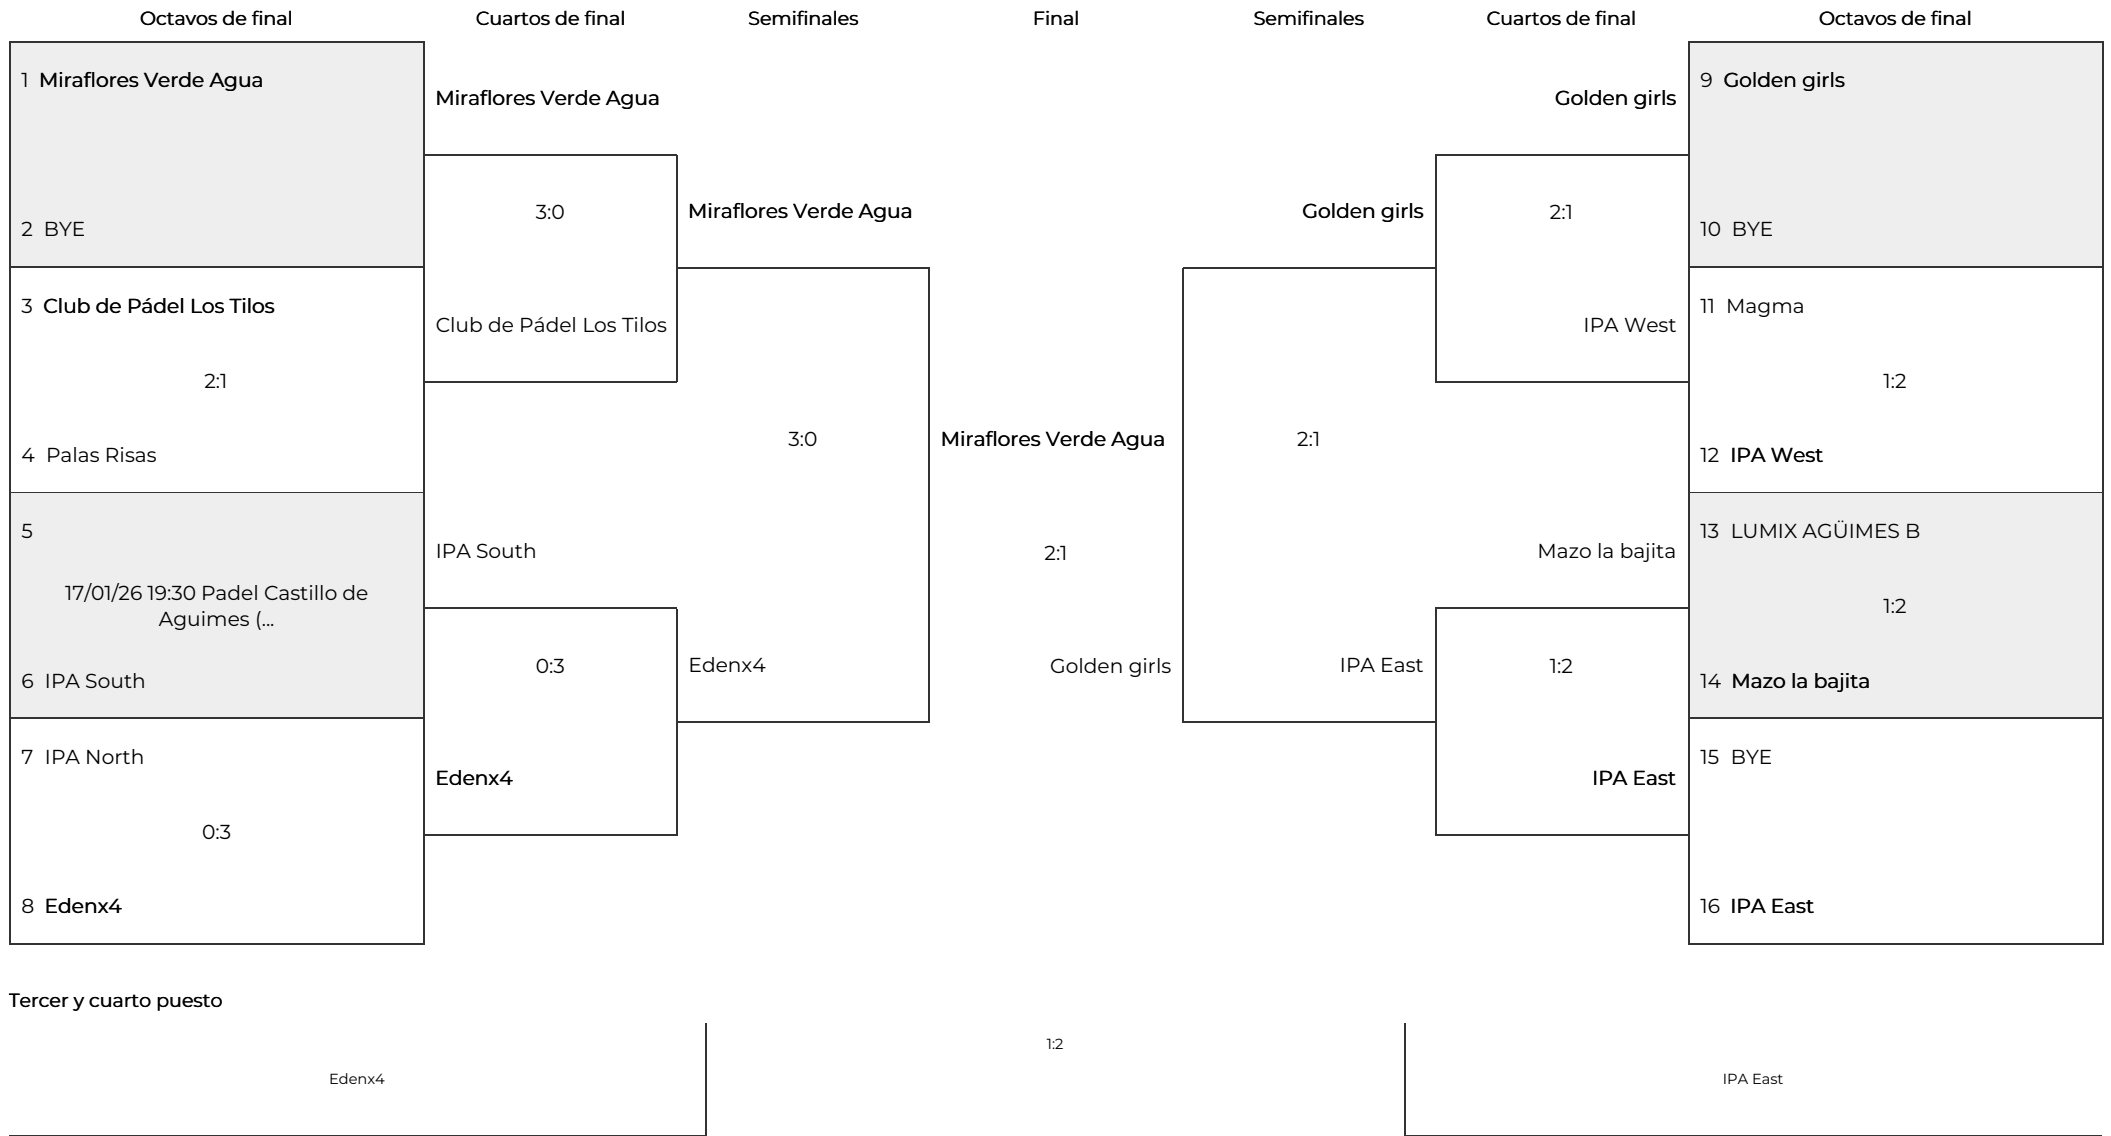 Octavos de final
Cuartos de final
Semifinales
Final
Semifinales
Cuartos de final
Octavos de final
1 Miraflores Verde Agua
2 BYE
3 Club de Pádel Los Tilos
2:1
4 Palas Risas
5
17/01/26 19:30 Padel Castillo de
Aguimes (...
6 IPA South
7 IPA North
0:3
8 Edenx4
Miraflores Verde Agua
3:0
Club de Pádel Los Tilos
IPA South
0:3
Edenx4
Miraflores Verde Agua
3:0
Edenx4
Miraflores Verde Agua
2:1
Golden girls
Golden girls
2:1
IPA East
Golden girls
2:1
IPA West
Mazo la bajita
1:2
IPA East
9 Golden girls
10 BYE
11 Magma
1:2
12 IPA West
13 LUMIX AGÜIMES B
1:2
14 Mazo la bajita
15 BYE
16 IPA East
Tercer y cuarto puesto
Edenx4
1:2
IPA East